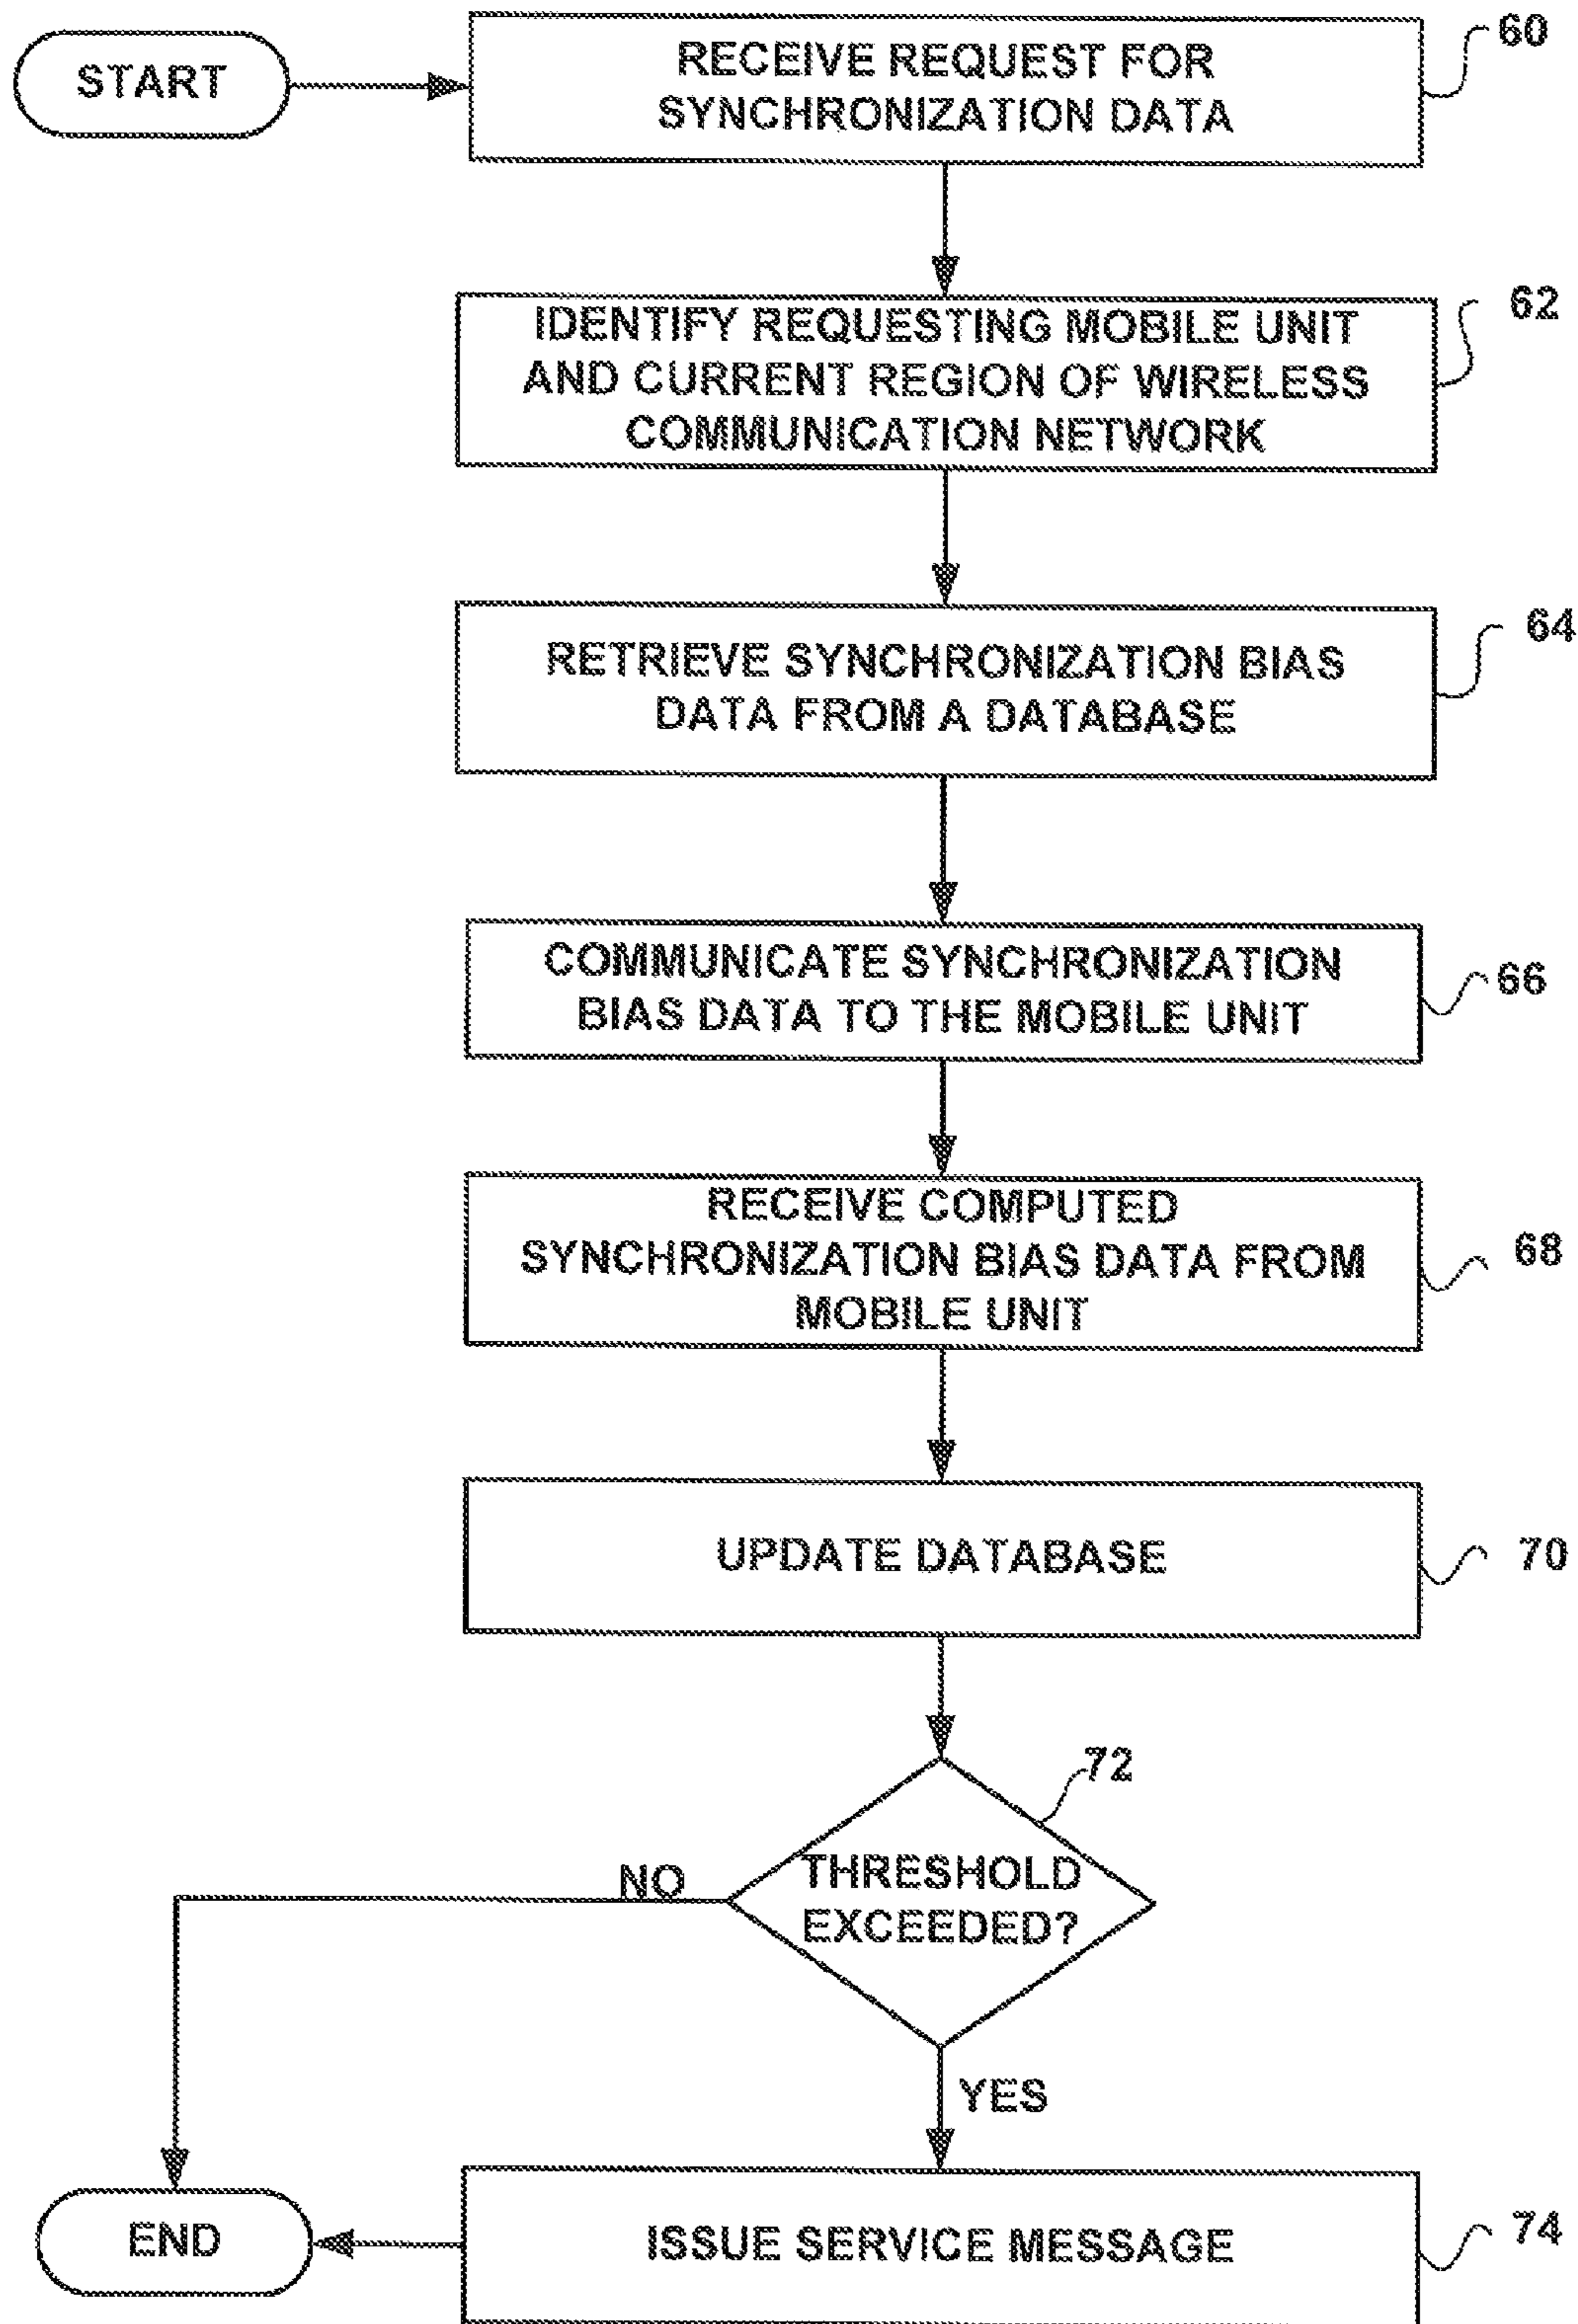 START
RECEIVE REQUEST FOR
SYNCHRONIZATION DATA
60
IDENTIFY REQUESTING MOBILE UNIT
AND CURRENT REGION OF WIRELESS
COMMUNICATION NETWORK
62
RETRIEVE SYNCHRONIZATION BIAS
DATA FROM A DATABASE
64
COMMUNICATE SYNCHRONIZATION
BIAS DATA TO THE MOBILE UNIT
66
RECEIVE COMPUTED
SYNCHRONIZATION BIAS DATA FROM
MOBILE UNIT
68
UPDATE DATABASE
70
72
THRESHOLD
EXCEEDED?
NO
YES
ISSUE SERVICE MESSAGE
74
END